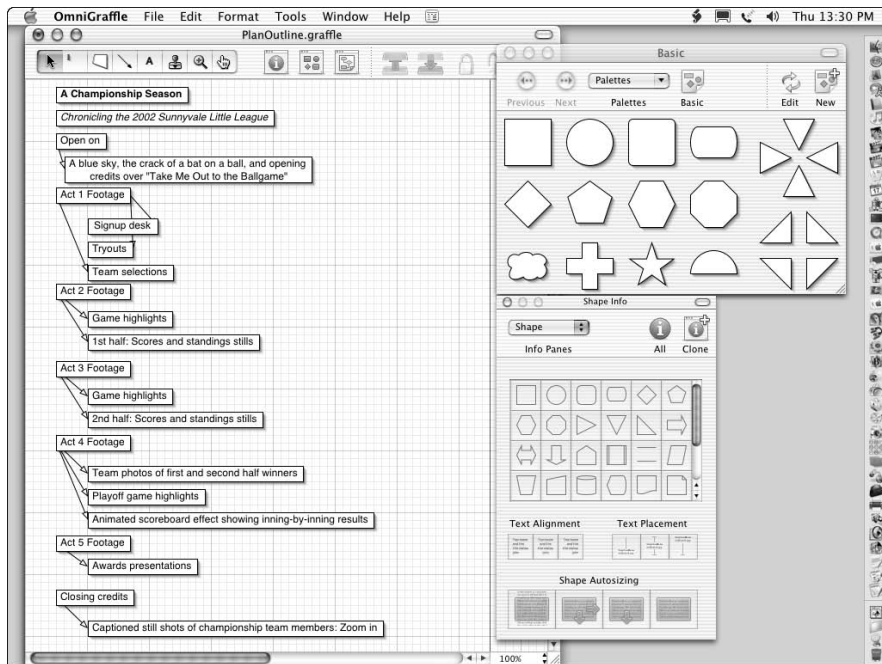 OmniGraffle File Edit Format Tools Window Help
Thu 13:30 PM
PlanOutline.graffle
A
A Championship Season
Chronicling the 2002 Sunnyvale Little League
Open on
A blue sky, the crack of a bat on a ball, and opening
credits over "Take Me Out to the Ballgame"
Act 1 Footage
Signup desk
Tryouts
Team selections
Act 2 Footage
Game highlights
1st half: Scores and standings stills
Act 3 Footage
Game highlights
2nd half: Scores and standings stills
Act 4 Footage
Team photos of first and second half winners
Playoff game highlights
Animated scoreboard effect showing inning-by-inning results
Act 5 Footage
Awards presentations
Closing credits
Captioned still shots of championship team members: Zoom in
100%
Basic
Palettes
Previous Next Palettes Basic Edit New
Shape Info
Shape
Info Panes All Clone
Text Alignment Text Placement
Shape Autosizing